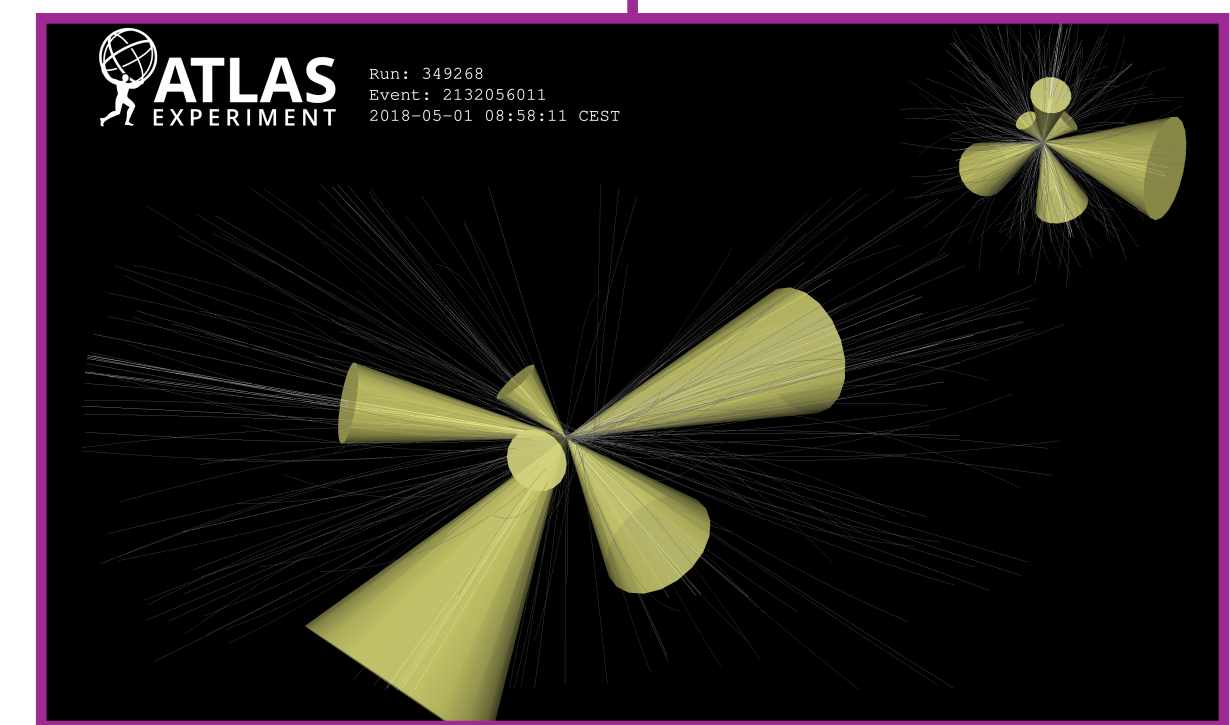 ATLAS
EXPERIMENT
Run: 349268
Event: 2132056011
2018-05-01 08:58:11 CEST